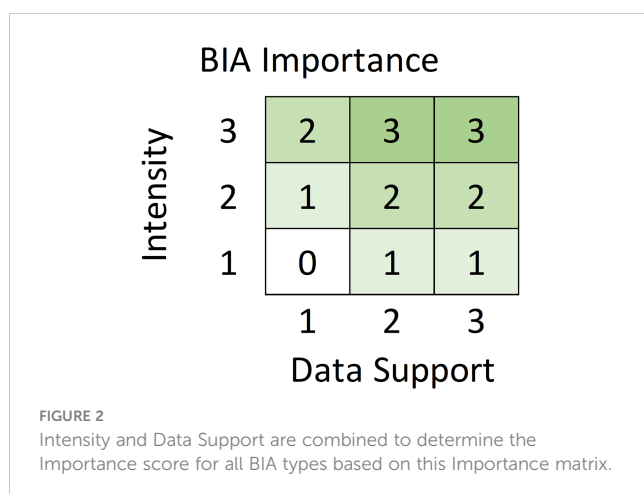 BIA Importance
Intensity
3 2 3 3
2 1 2 2
1 0 1 1
1 2 3
Data Support
FIGURE 2
Intensity and Data Support are combined to determine the
Importance score for all BIA types based on this Importance matrix.